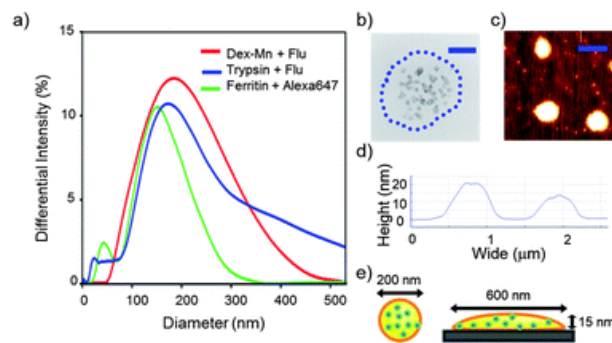 a)
15
10
5
0
0
100
200
300
400
500
Differential Intensity (%)
Diameter (nm)
Dex-Mn + Flu
Trypsin + Flu
Ferritin + Alexa647
b)
c)
d)
Height (nm)
20
10
0
0
1
2
Wide (µm)
e)
200 nm
600 nm
15 nm